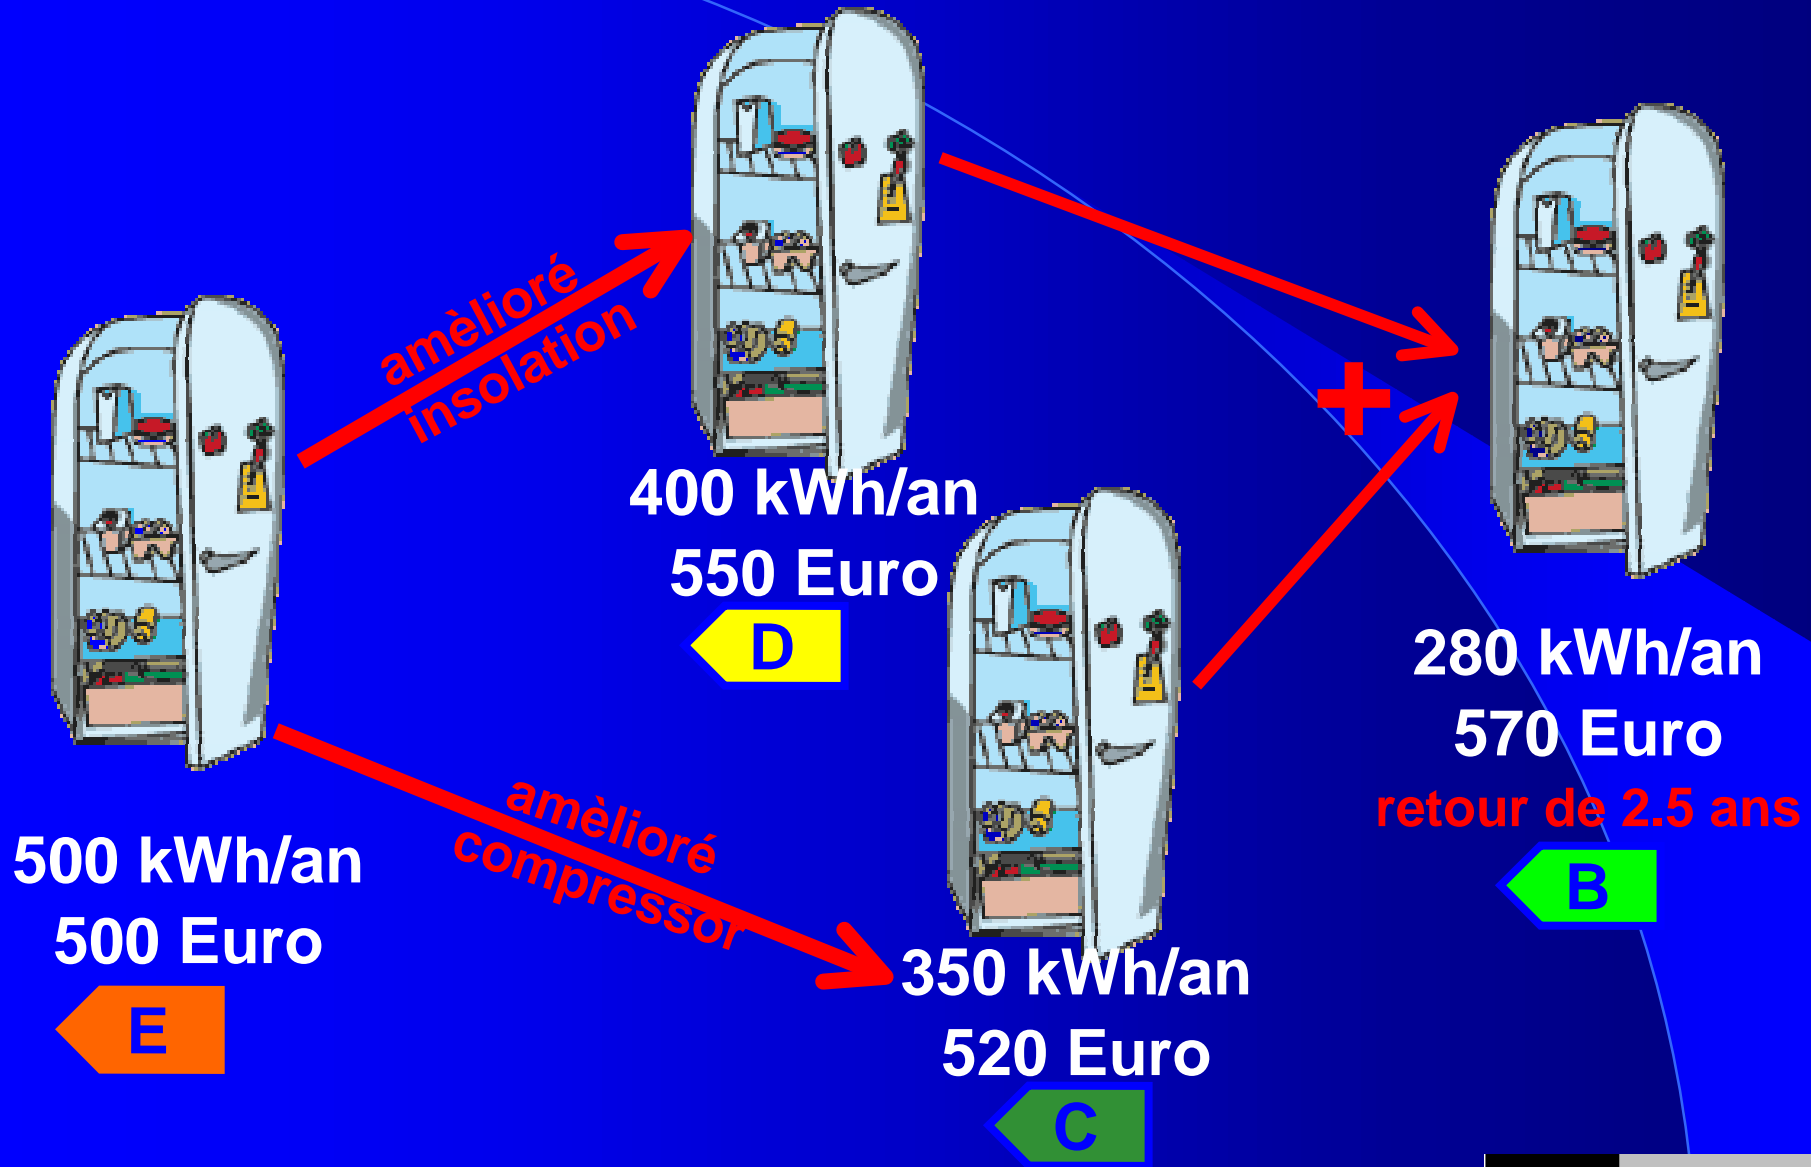 amèlioré
insolation
400 kWh/an
550 Euro
D
500 kWh/an
500 Euro
E
amèlioré
compressor
350 kWh/an
520 Euro
C
+
280 kWh/an
570 Euro
retour de 2.5 ans
B